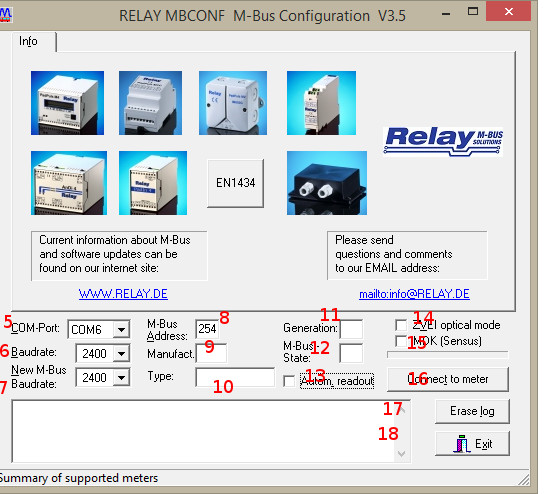 RELAY MBCONF M-Bus Configuration V3.5
Info
Relay
Relay
Relay
Relay M-BUS SOLUTIONS
Relay
EN1434
Current information about M-Bus
and software updates can be
found on our internet site:
Please send
questions and comments
to our EMAIL address:
WWW.RELAY.DE
mailto:info@RELAY.DE
5 COM-Port: COM6
M-Bus Address: 254 8
Generation: 11
ZVEI optical mode 14
6 Baudrate: 2400
Manufact. 9
M-Bus - State: 12
MDK (Sensus) 15
7 New M-Bus Baudrate: 2400
Type: 10
Autom. readout 13
Connect to meter 16
17
18
Erase log
Exit
Summary of supported meters